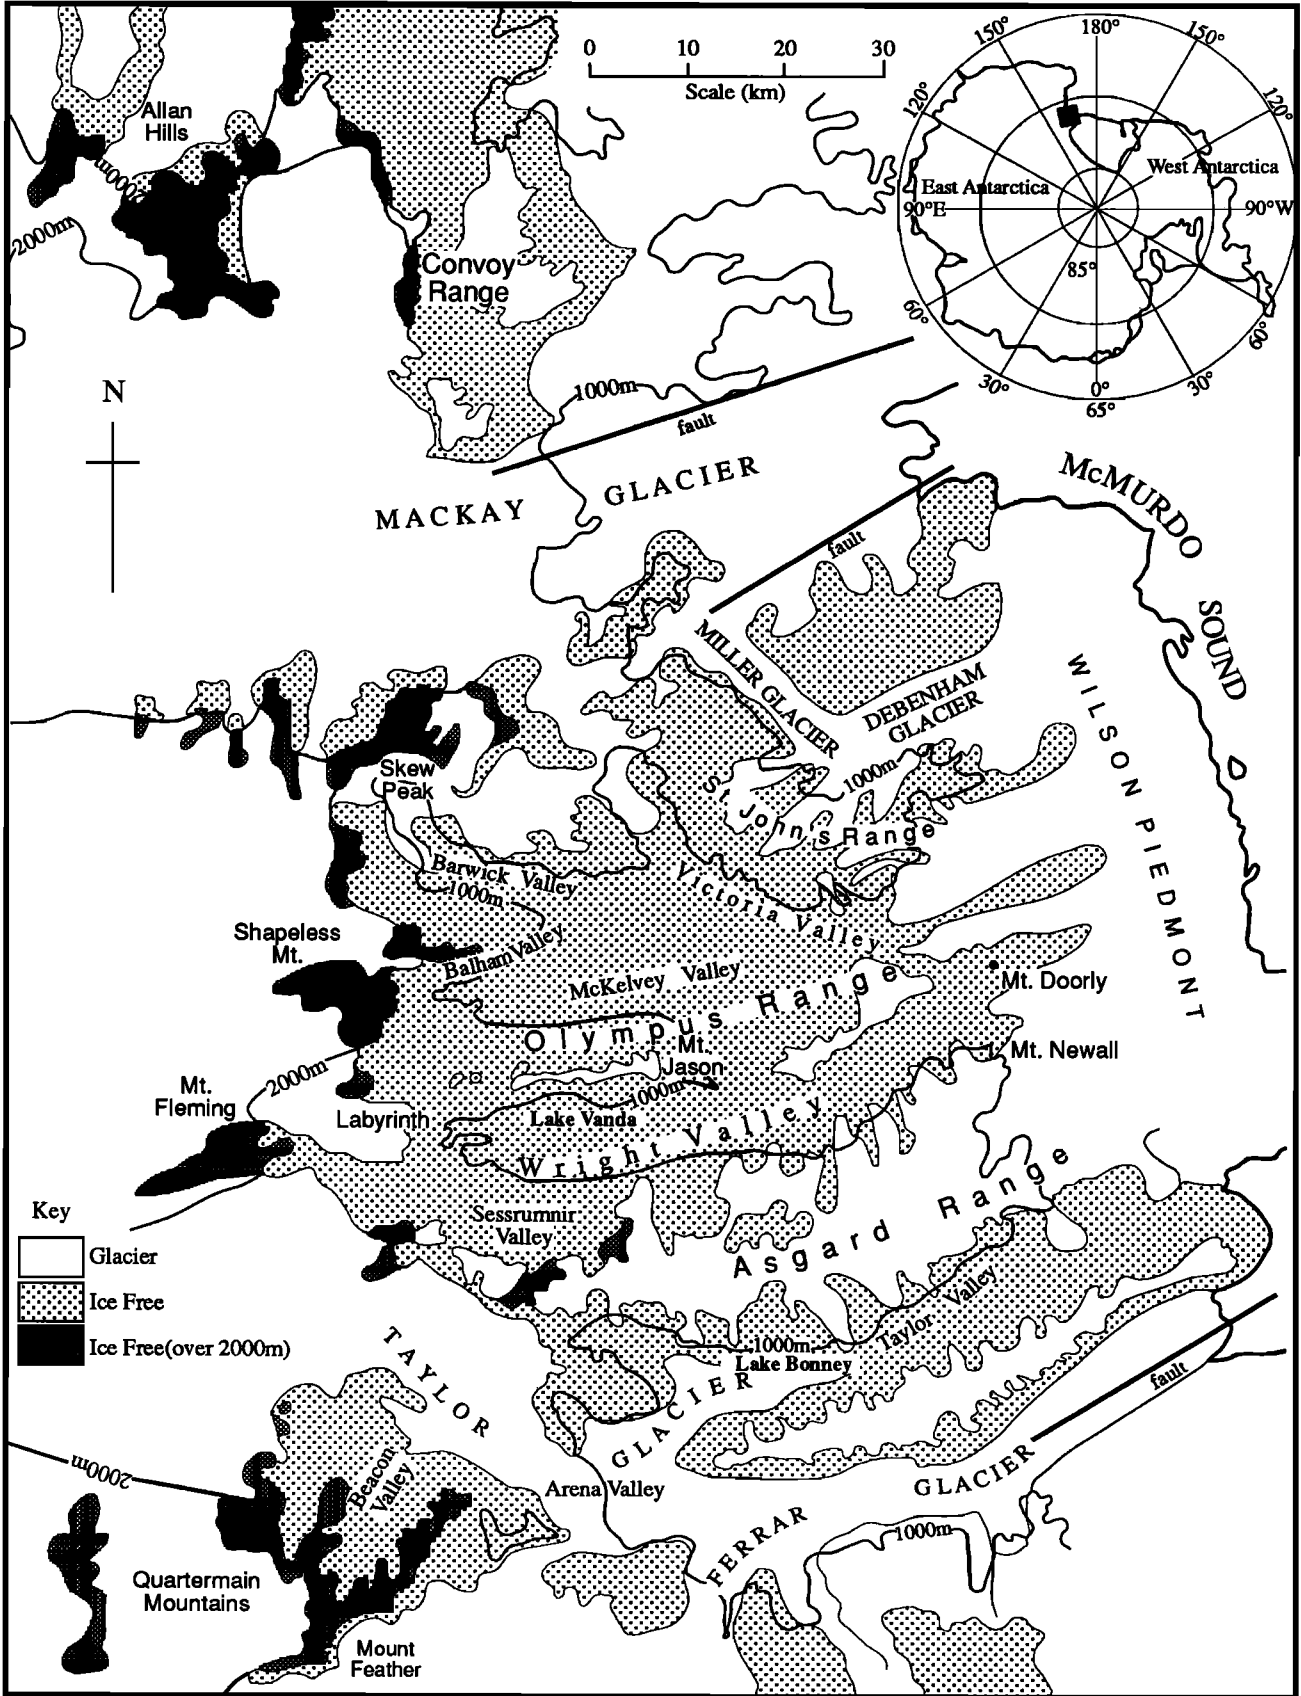 0 10 20 30
Scale (km)
180°
150°
150°
120°
120°
West Antarctica
East Antarctica
90°E
90°W
85°
60°
60°
30°
30°
0°
65°
Allan
Hills
2000m
2000m
Convoy
Range
N
1000m
fault
MACKAY GLACIER
fault
McMURDO SOUND
MILLER GLACIER
DEBENHAM
GLACIER
WILSON PIEDMONT
1000m
Skew
Peak
St. John's Range
Barwick Valley
1000m
Victoria Valley
Shapeless
Mt.
Balham Valley
McKelvey Valley
Olympus Range
Mt. Doorly
Mt.
Jason
Mt. Newall
2000m
Mt.
Fleming
1000m
Labyrinth
Lake Vanda
Wright Valley
Sessrumnir
Valley
Asgard Range
Key
Glacier
Ice Free
Ice Free(over 2000m)
Taylor Valley
1000m
Lake Bonney
TAYLOR GLACIER
fault
2000m
Beacon
Valley
Arena Valley
FERRAR GLACIER
1000m
Quartermain
Mountains
Mount
Feather